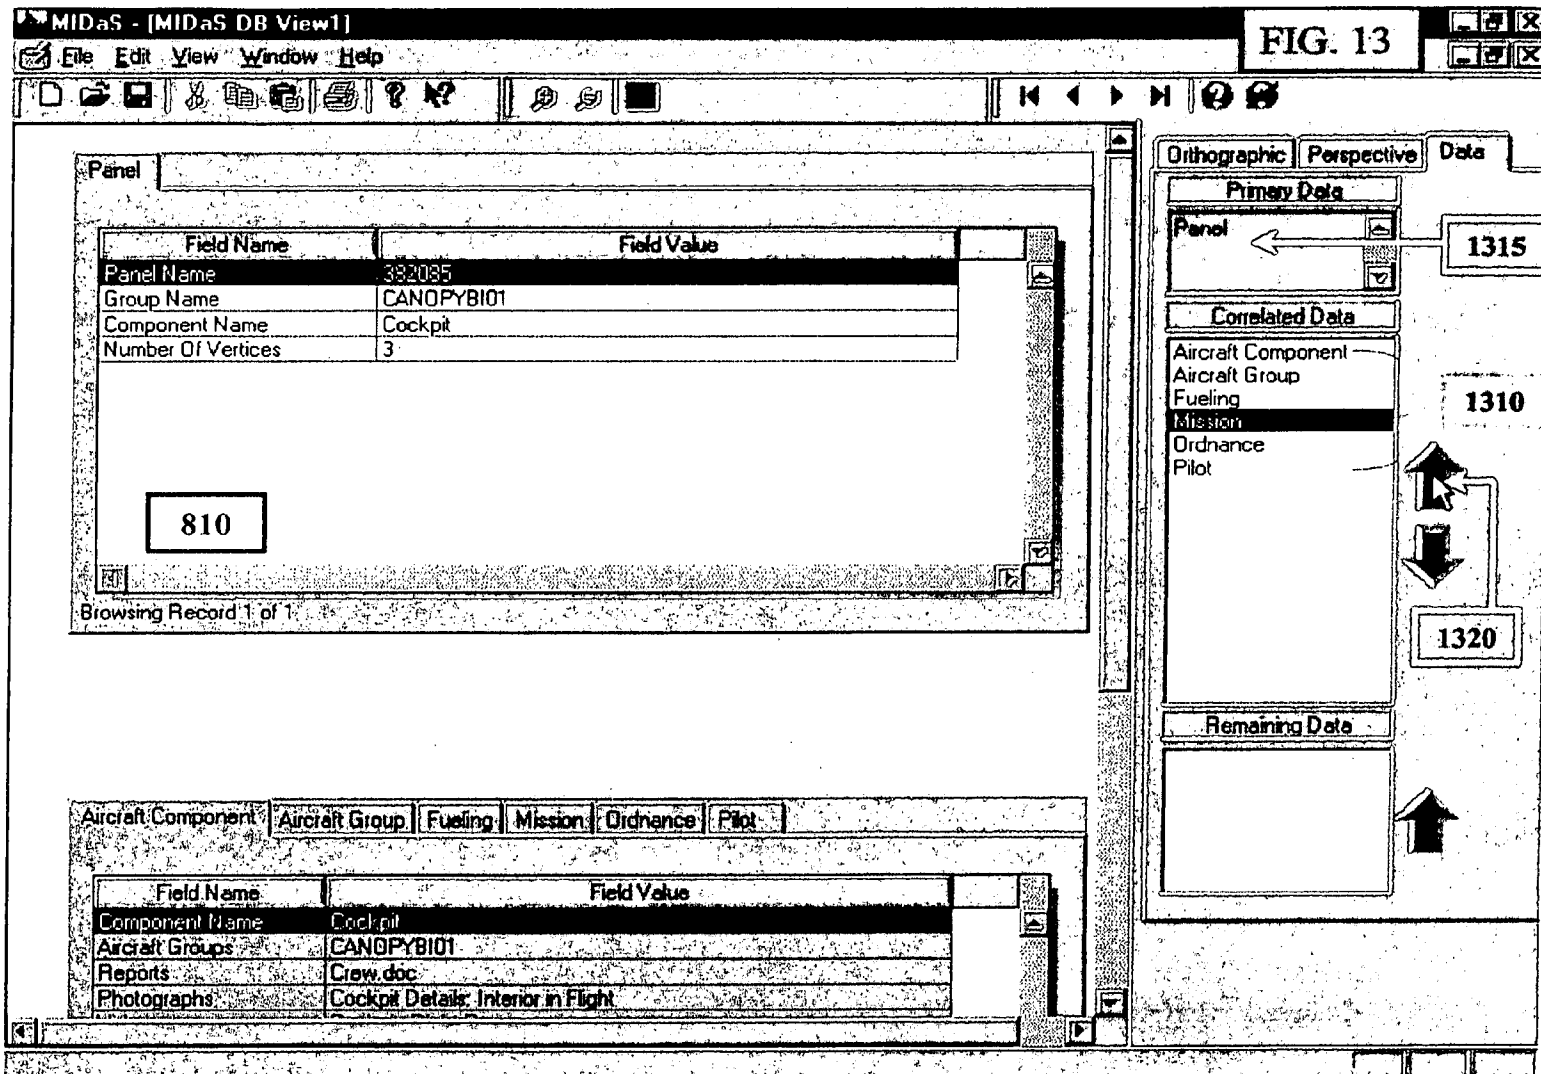 MIDaS - [MIDaS DB View1]
FIG. 13
File Edit View Window Help
Panel
Field Name Field Value
Panel Name 382085
Group Name CANOPYBI01
Component Name Cockpit
Number Of Vertices 3
810
Browsing Record 1 of 1
Aircraft Component Aircraft Group Fueling Mission Ordnance Pilot
Field Name Field Value
Component Name Cockpit
Aircraft Groups CANOPYBI01
Reports Crew.doc
Photographs Cockpit Details: Interior in Flight
Orthographic Perspective Data
Primary Data
Panel
1315
Correlated Data
Aircraft Component
Aircraft Group
Fueling
Mission
Ordnance
Pilot
1310
1320
Remaining Data